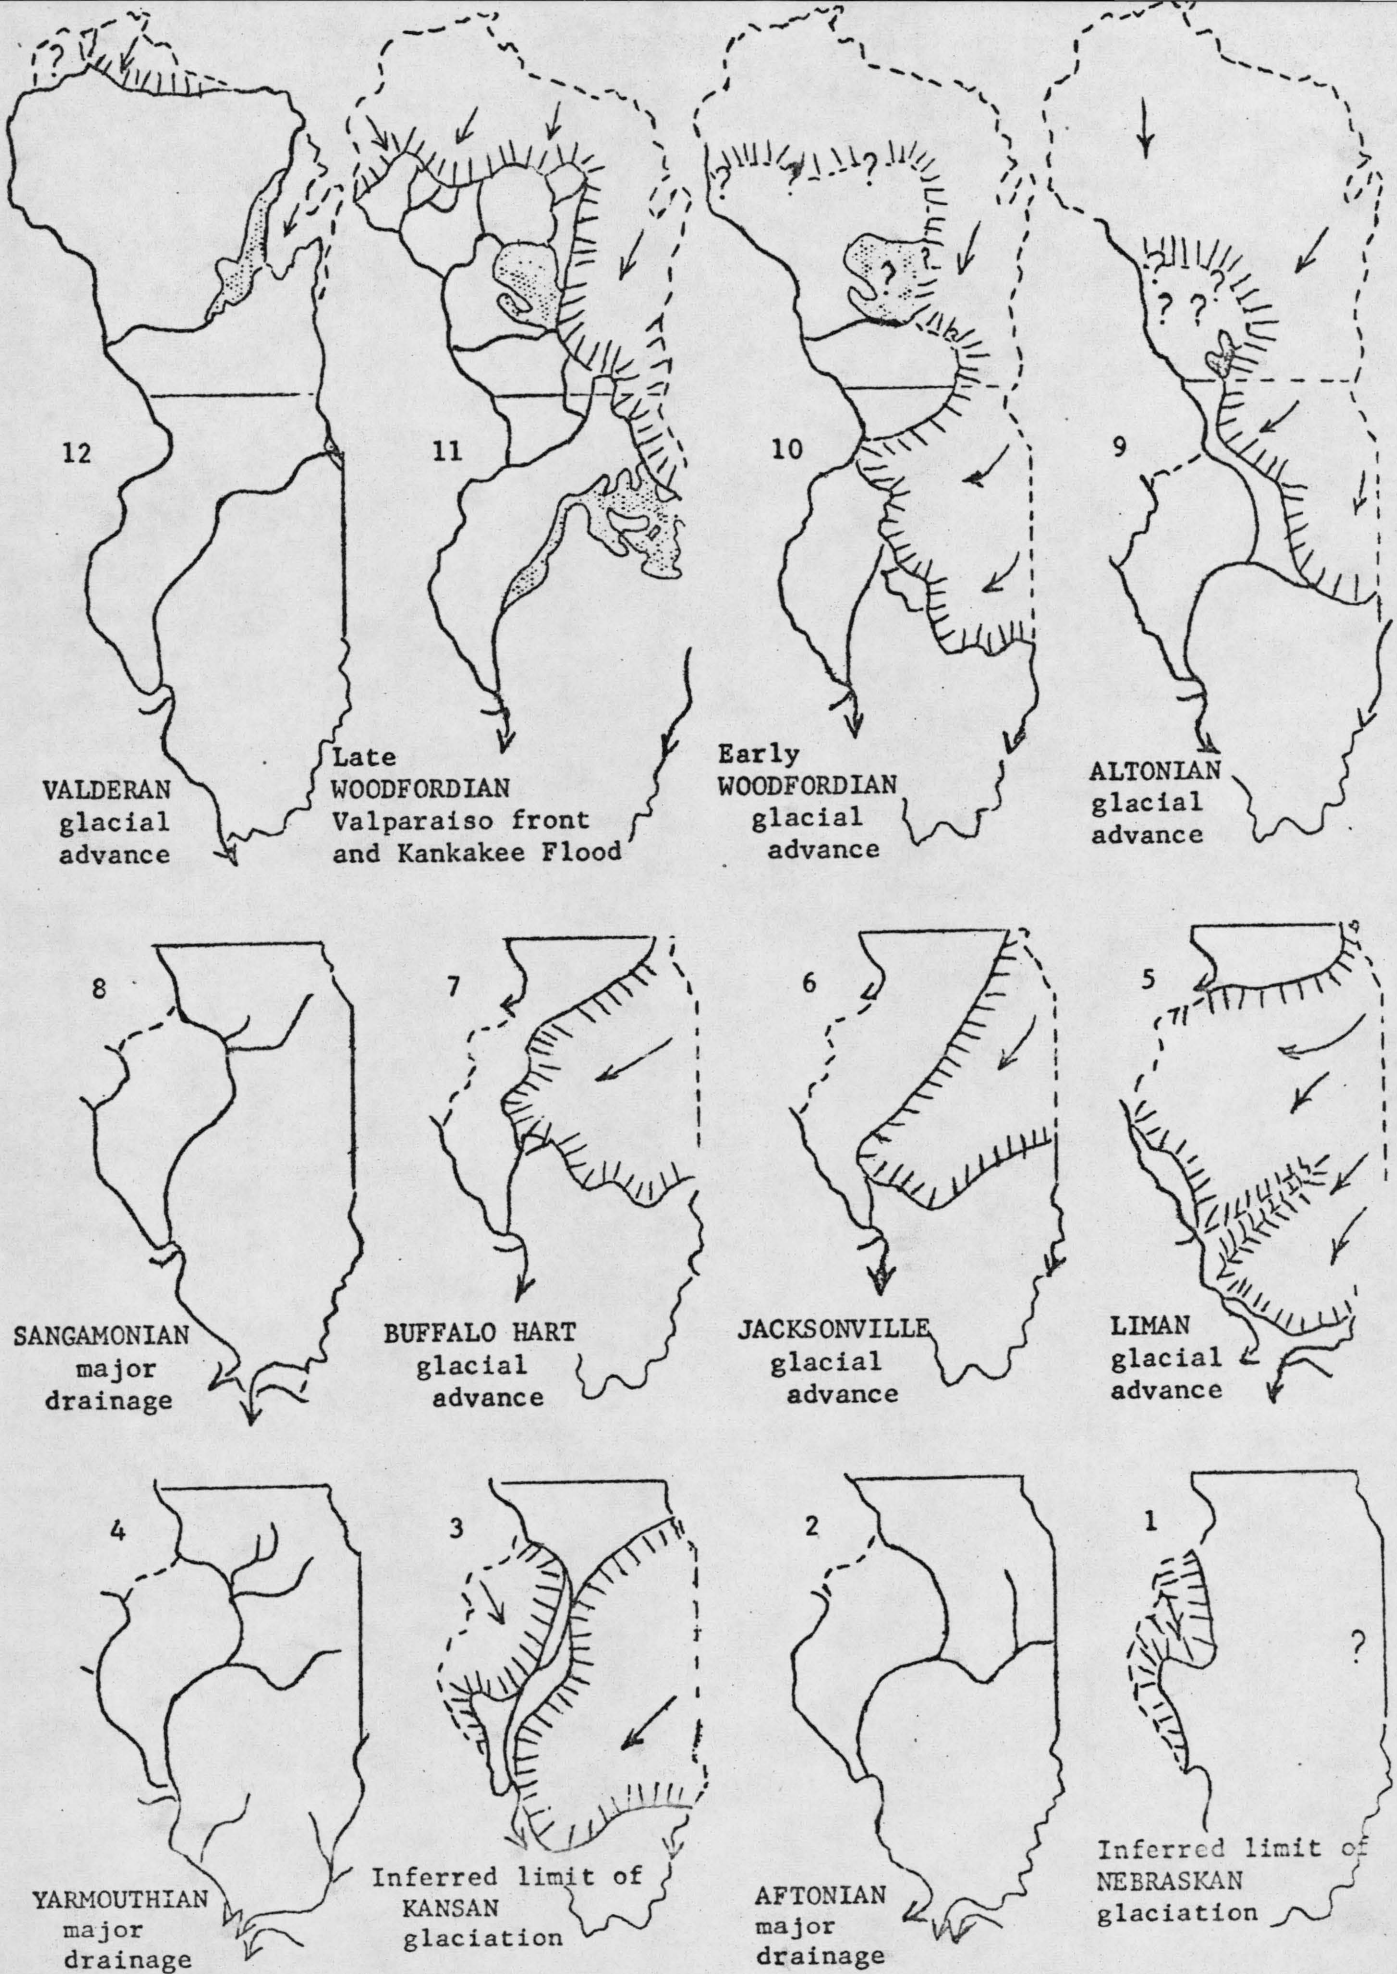 ?
?
?
?
?
?
?
?
?
12
11
10
9
VALDERAN
glacial
advance
Late
WOODFORDIAN
Valparaiso front
and Kankakee Flood
Early
WOODFORDIAN
glacial
advance
ALTONIAN
glacial
advance
8
7
6
5
SANGAMONIAN
major
drainage
BUFFALO HART
glacial
advance
JACKSONVILLE
glacial
advance
LIMAN
glacial
advance
4
3
2
1
?
YARMOUTHIAN
major
drainage
Inferred limit of
KANSAN
glaciation
AFTONIAN
major
drainage
Inferred limit of
NEBRASKAN
glaciation